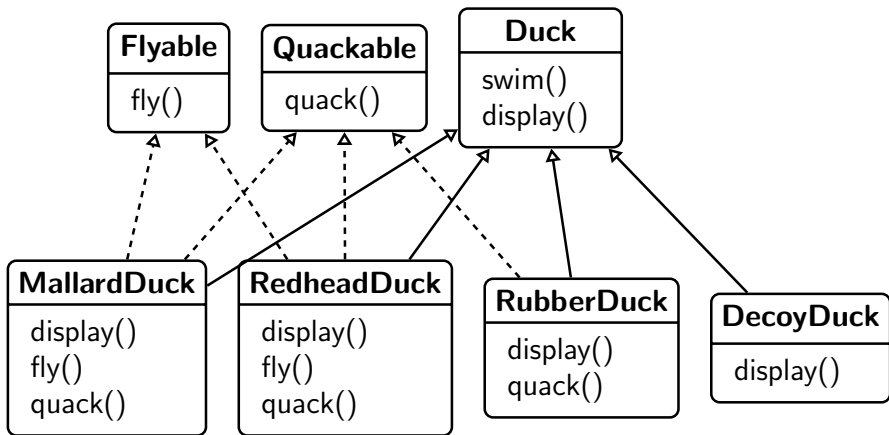 Flyable
fly()
Quackable
quack()
Duck
swim()
display()
MallardDuck
display()
fly()
quack()
RedheadDuck
display()
fly()
quack()
RubberDuck
display()
quack()
DecoyDuck
display()